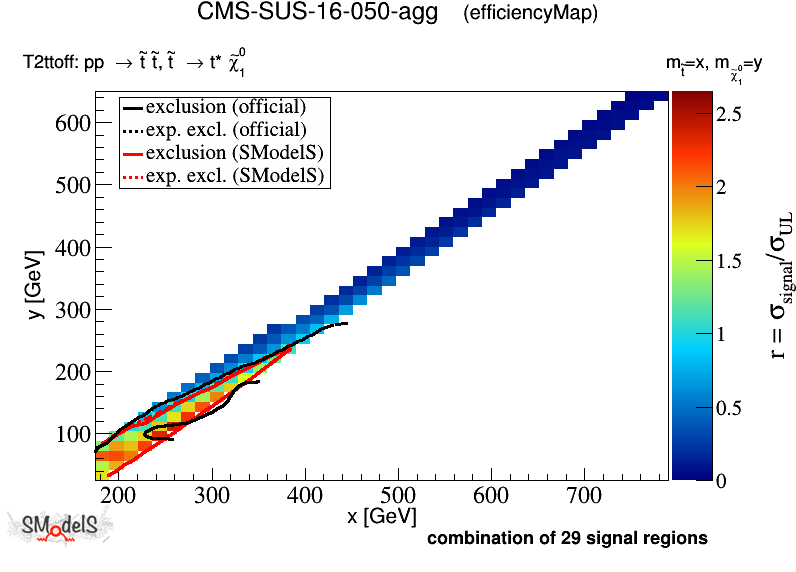 CMS-SUS-16-050-agg (efficiencyMap)
T2ttoff: pp → t̃ t̃, t̃ → t* χ̃⁰₁
m_t̃=x, m_χ̃⁰₁=y
exclusion (official)
exp. excl. (official)
exclusion (SModelS)
exp. excl. (SModelS)
600
500
400
300
200
100
y [GeV]
200 300 400 500 600 700
x [GeV]
2.5
2
1.5
1
0.5
0
r = σ_signal/σ_UL
SModelS
combination of 29 signal regions